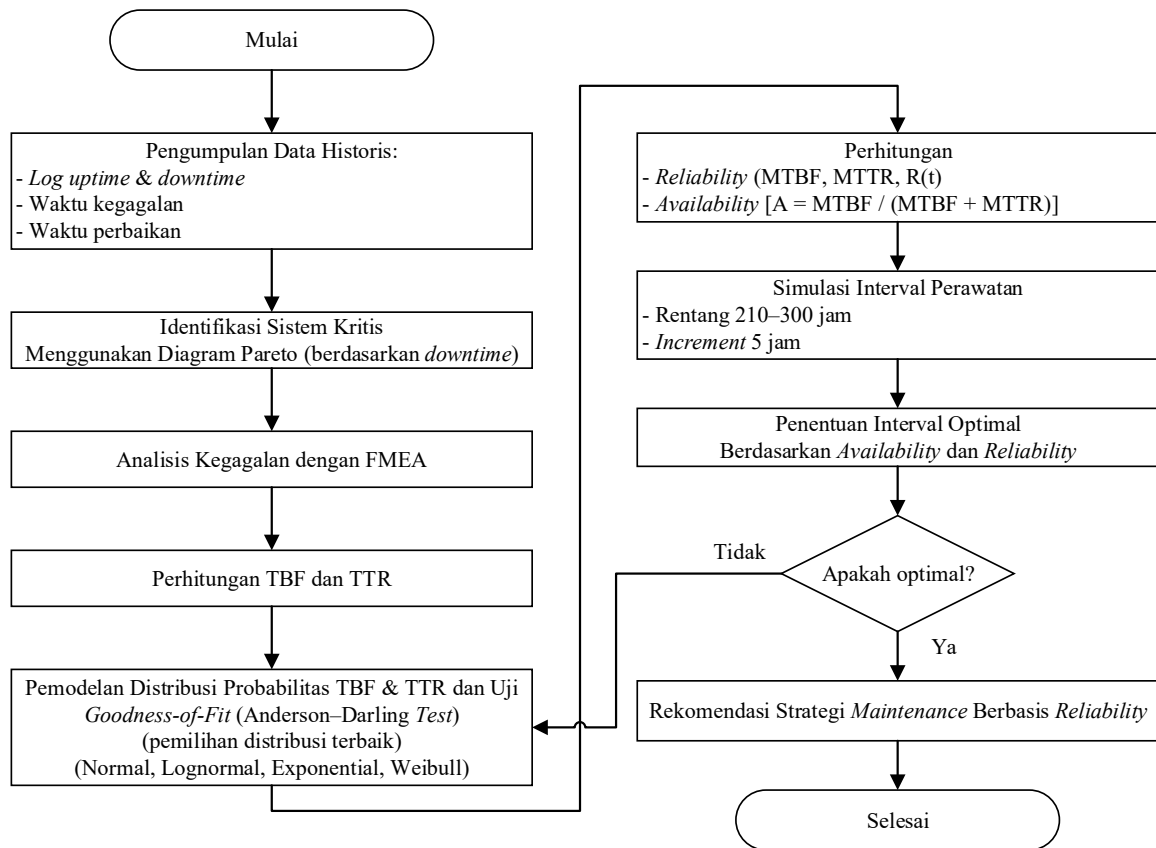 Mulai
Pengumpulan Data Historis:
- Log uptime & downtime
- Waktu kegagalan
- Waktu perbaikan
Identifikasi Sistem Kritis
Menggunakan Diagram Pareto (berdasarkan downtime)
Analisis Kegagalan dengan FMEA
Perhitungan TBF dan TTR
Pemodelan Distribusi Probabilitas TBF & TTR dan Uji
Goodness-of-Fit (Anderson–Darling Test)
(pemilihan distribusi terbaik)
(Normal, Lognormal, Exponential, Weibull)
Perhitungan
- Reliability (MTBF, MTTR, R(t)
- Availability [A = MTBF / (MTBF + MTTR)]
Simulasi Interval Perawatan
- Rentang 210–300 jam
- Increment 5 jam
Penentuan Interval Optimal
Berdasarkan Availability dan Reliability
Tidak
Apakah optimal?
Ya
Rekomendasi Strategi Maintenance Berbasis Reliability
Selesai